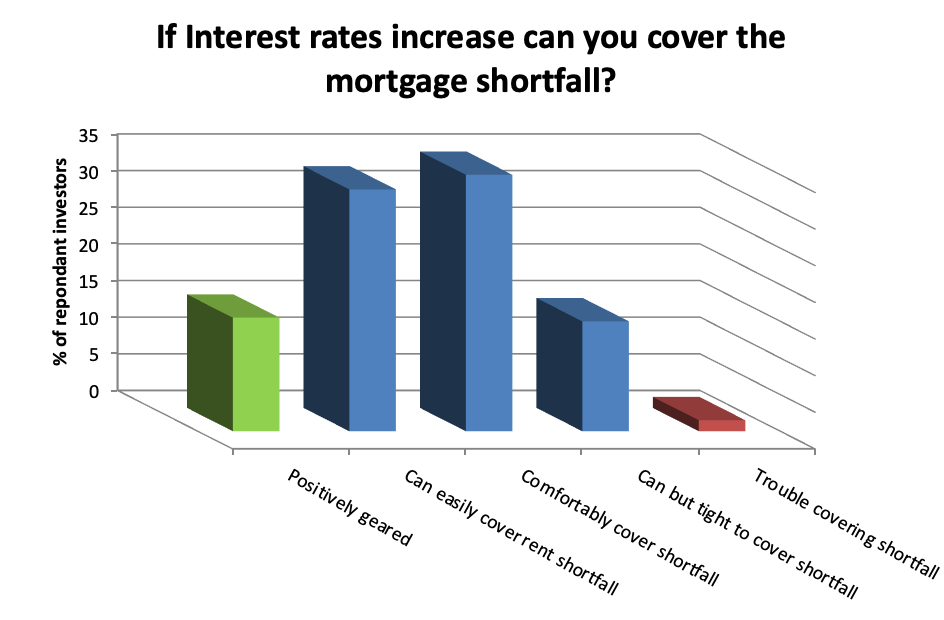 If Interest rates increase can you cover the
mortgage shortfall?
% of repondant investors
35
30
25
20
15
10
5
0
Positively geared
Can easily cover rent shortfall
Comfortably cover shortfall
Can but tight to cover shortfall
Trouble covering shortfall